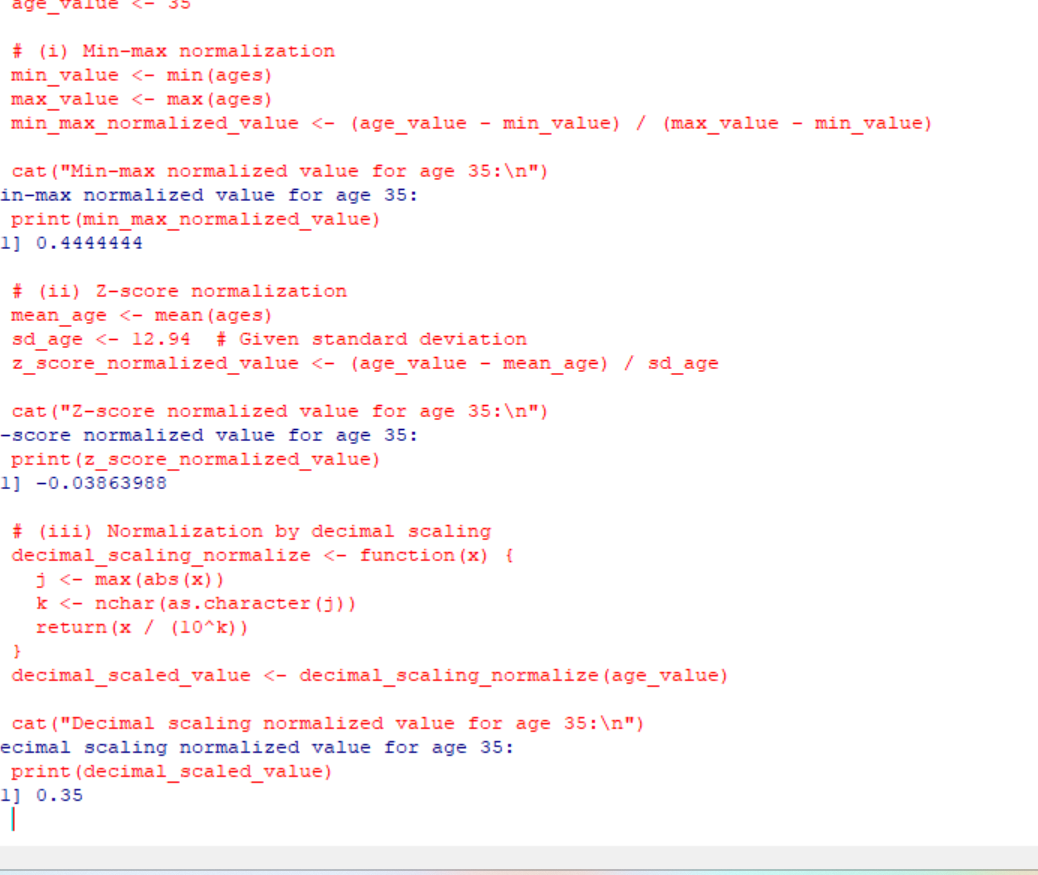 age_value <- 35
# (i) Min-max normalization
min_value <- min(ages)
max_value <- max(ages)
min_max_normalized_value <- (age_value - min_value) / (max_value - min_value)
cat("Min-max normalized value for age 35:\n")
in-max normalized value for age 35:
print(min_max_normalized_value)
1] 0.4444444
# (ii) Z-score normalization
mean_age <- mean(ages)
sd_age <- 12.94  # Given standard deviation
z_score_normalized_value <- (age_value - mean_age) / sd_age
cat("Z-score normalized value for age 35:\n")
-score normalized value for age 35:
print(z_score_normalized_value)
1] -0.03863988
# (iii) Normalization by decimal scaling
decimal_scaling_normalize <- function(x) {
  j <- max(abs(x))
  k <- nchar(as.character(j))
  return(x / (10^k))
}
decimal_scaled_value <- decimal_scaling_normalize(age_value)
cat("Decimal scaling normalized value for age 35:\n")
ecimal scaling normalized value for age 35:
print(decimal_scaled_value)
1] 0.35